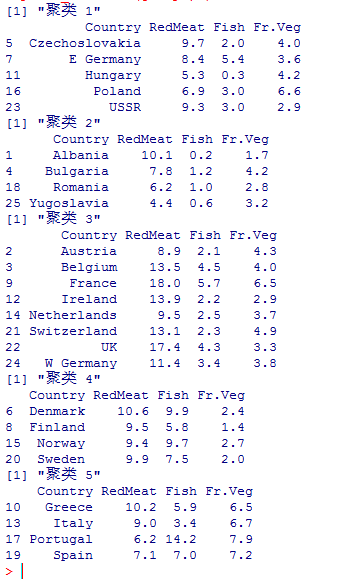 [1] "聚类 1"
Country RedMeat Fish Fr.Veg
5 Czechoslovakia 9.7 2.0 4.0
7 E Germany 8.4 5.4 3.6
11 Hungary 5.3 0.3 4.2
16 Poland 6.9 3.0 6.6
23 USSR 9.3 3.0 2.9
[1] "聚类 2"
Country RedMeat Fish Fr.Veg
1 Albania 10.1 0.2 1.7
4 Bulgaria 7.8 1.2 4.2
18 Romania 6.2 1.0 2.8
25 Yugoslavia 4.4 0.6 3.2
[1] "聚类 3"
Country RedMeat Fish Fr.Veg
2 Austria 8.9 2.1 4.3
3 Belgium 13.5 4.5 4.0
9 France 18.0 5.7 6.5
12 Ireland 13.9 2.2 2.9
14 Netherlands 9.5 2.5 3.7
21 Switzerland 13.1 2.3 4.9
22 UK 17.4 4.3 3.3
24 W Germany 11.4 3.4 3.8
[1] "聚类 4"
Country RedMeat Fish Fr.Veg
6 Denmark 10.6 9.9 2.4
8 Finland 9.5 5.8 1.4
15 Norway 9.4 9.7 2.7
20 Sweden 9.9 7.5 2.0
[1] "聚类 5"
Country RedMeat Fish Fr.Veg
10 Greece 10.2 5.9 6.5
13 Italy 9.0 3.4 6.7
17 Portugal 6.2 14.2 7.9
19 Spain 7.1 7.0 7.2
>